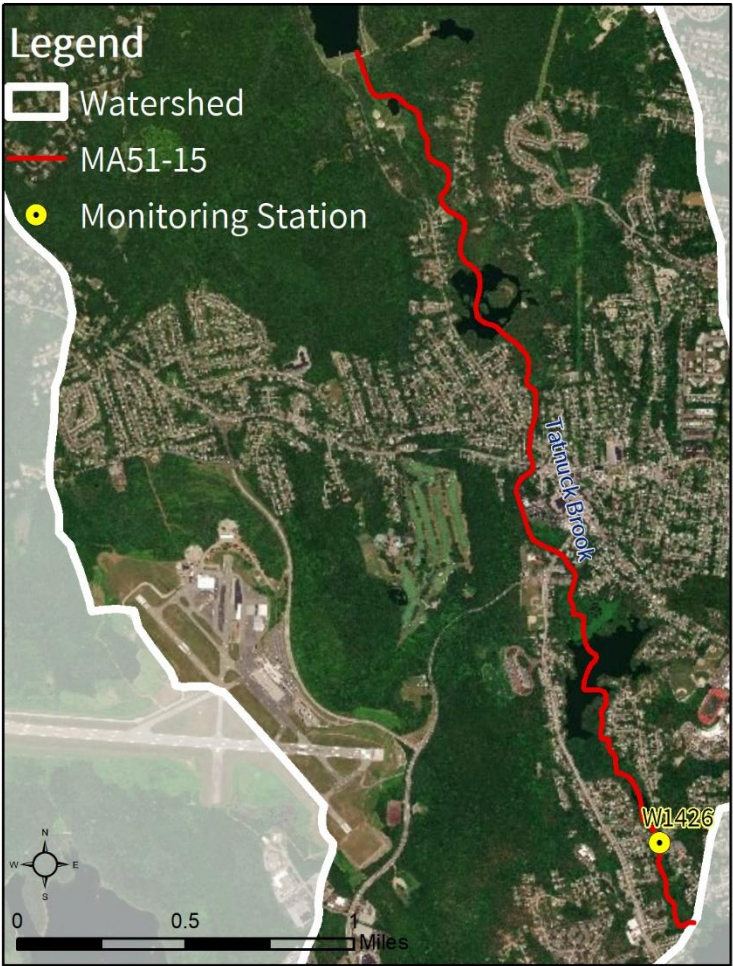 Legend
Watershed
MA51-15
Monitoring Station
Tatnuck Brook
W1426
N
W E
S
0 0.5 1
Miles